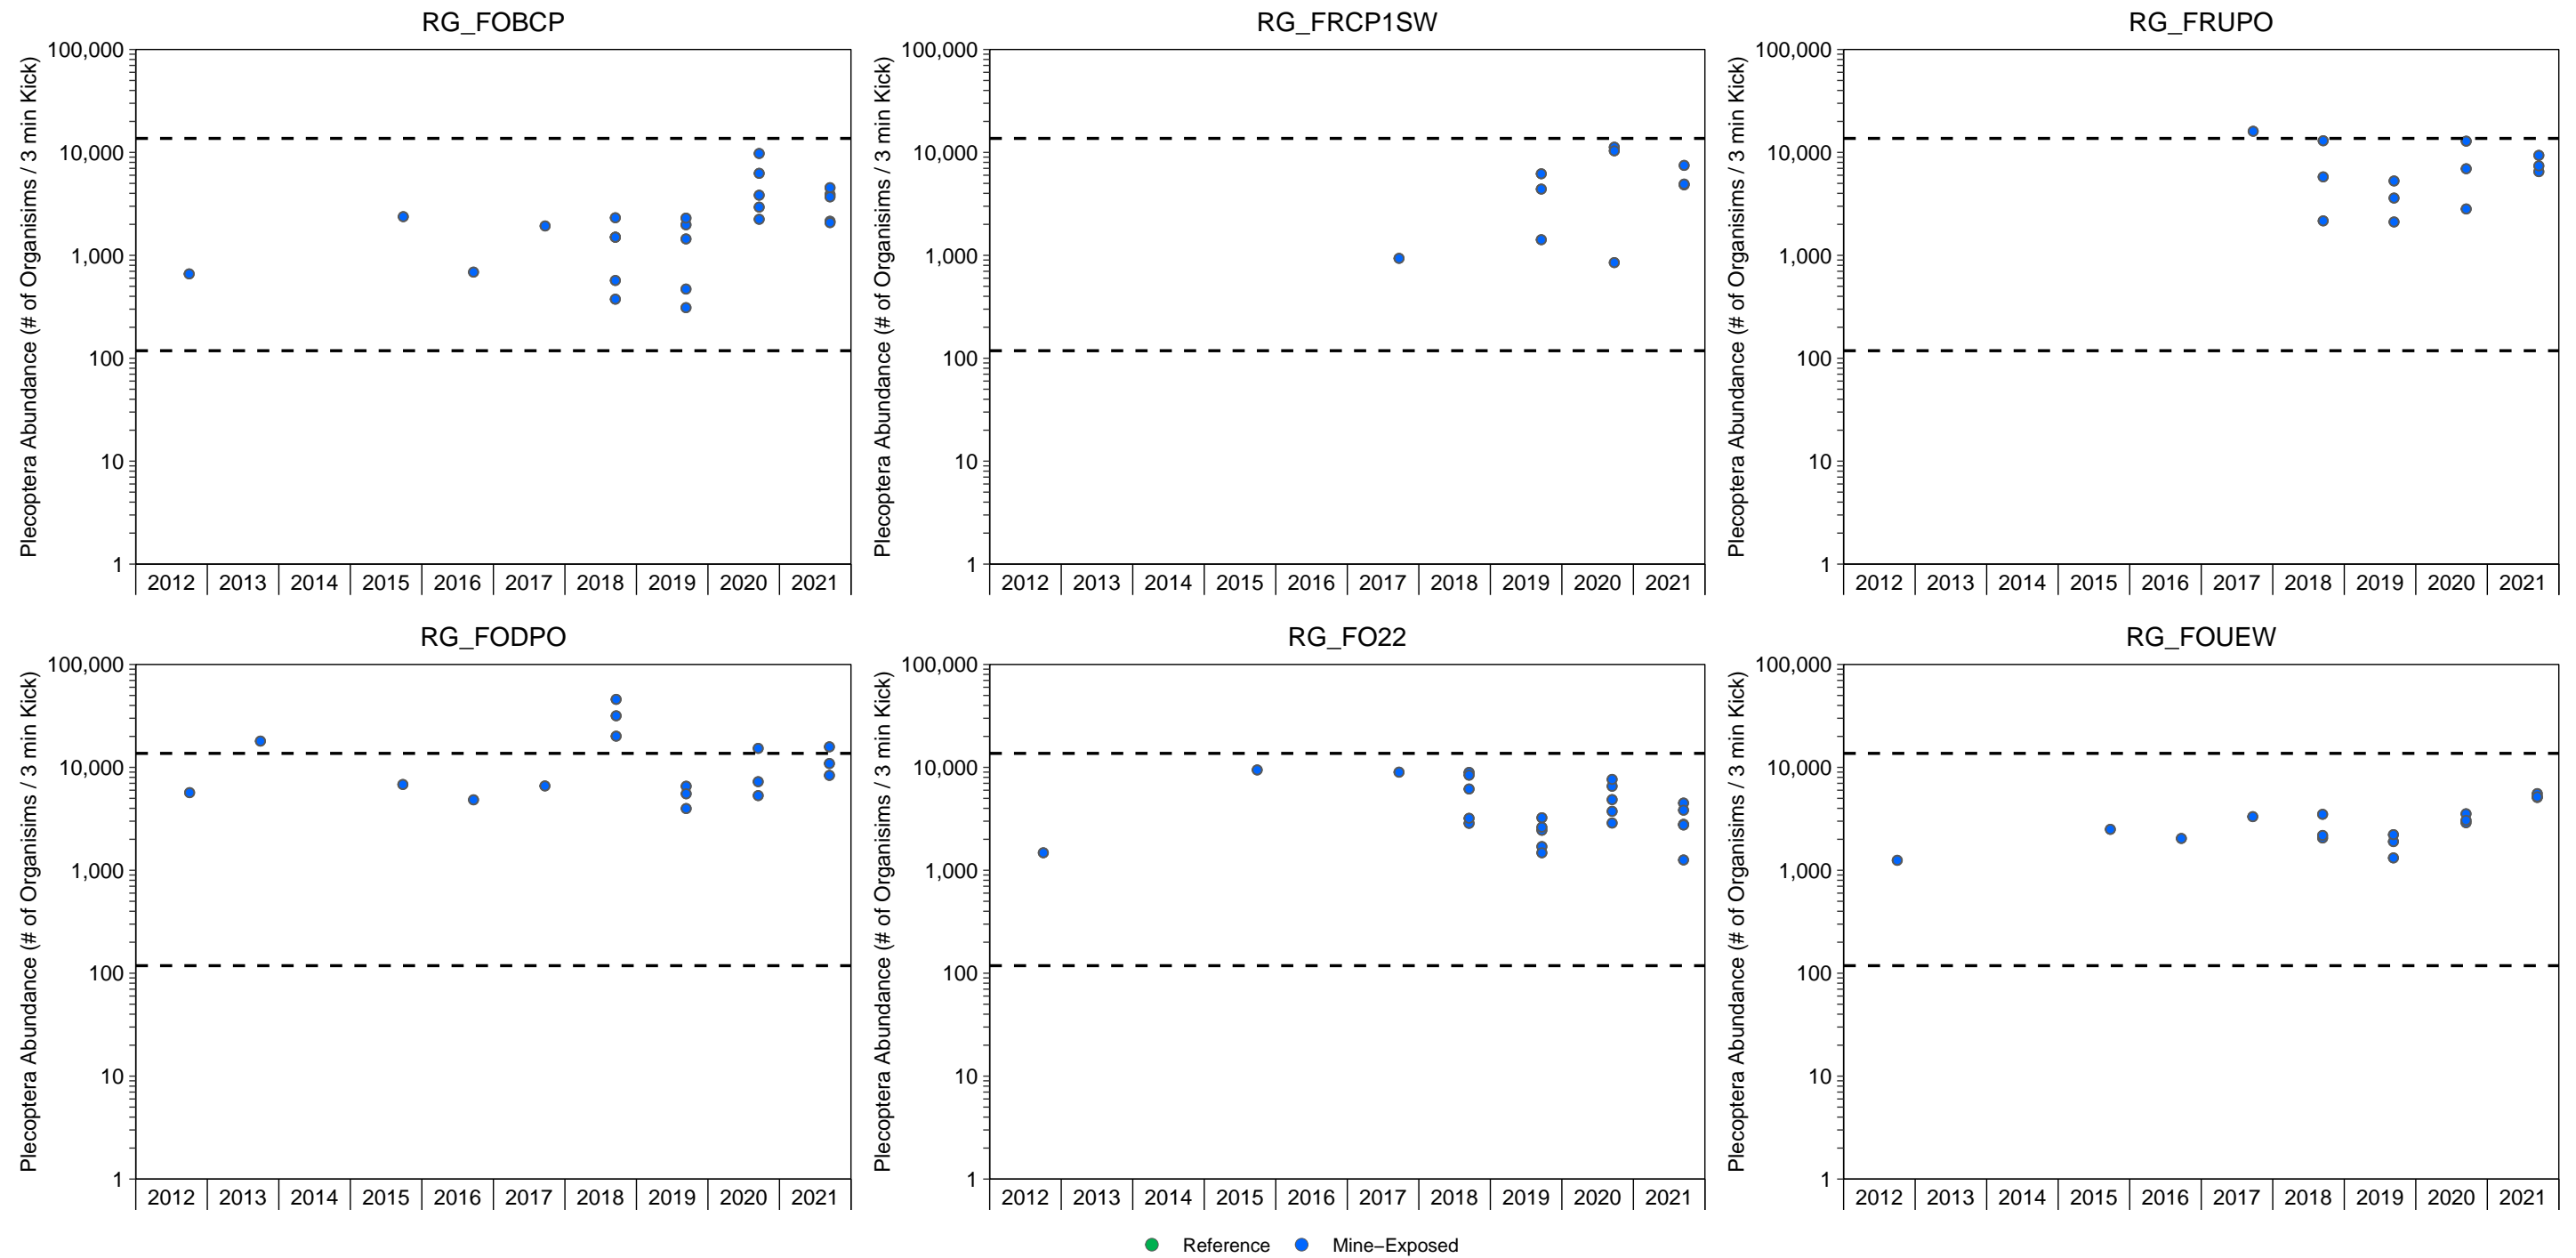 RG_FOBCP RG_FRCP1SW RG_FRUPO
Plecoptera Abundance (# of Organisims / 3 min Kick)
100,000
10,000
1,000
100
10
1
2012 2013 2014 2015 2016 2017 2018 2019 2020 2021
Plecoptera Abundance (# of Organisims / 3 min Kick)
100,000
10,000
1,000
100
10
1
2012 2013 2014 2015 2016 2017 2018 2019 2020 2021
Plecoptera Abundance (# of Organisims / 3 min Kick)
100,000
10,000
1,000
100
10
1
2012 2013 2014 2015 2016 2017 2018 2019 2020 2021
RG_FODPO RG_FO22 RG_FOUEW
Plecoptera Abundance (# of Organisims / 3 min Kick)
100,000
10,000
1,000
100
10
1
2012 2013 2014 2015 2016 2017 2018 2019 2020 2021
Plecoptera Abundance (# of Organisims / 3 min Kick)
100,000
10,000
1,000
100
10
1
2012 2013 2014 2015 2016 2017 2018 2019 2020 2021
Plecoptera Abundance (# of Organisims / 3 min Kick)
100,000
10,000
1,000
100
10
1
2012 2013 2014 2015 2016 2017 2018 2019 2020 2021
Reference Mine−Exposed